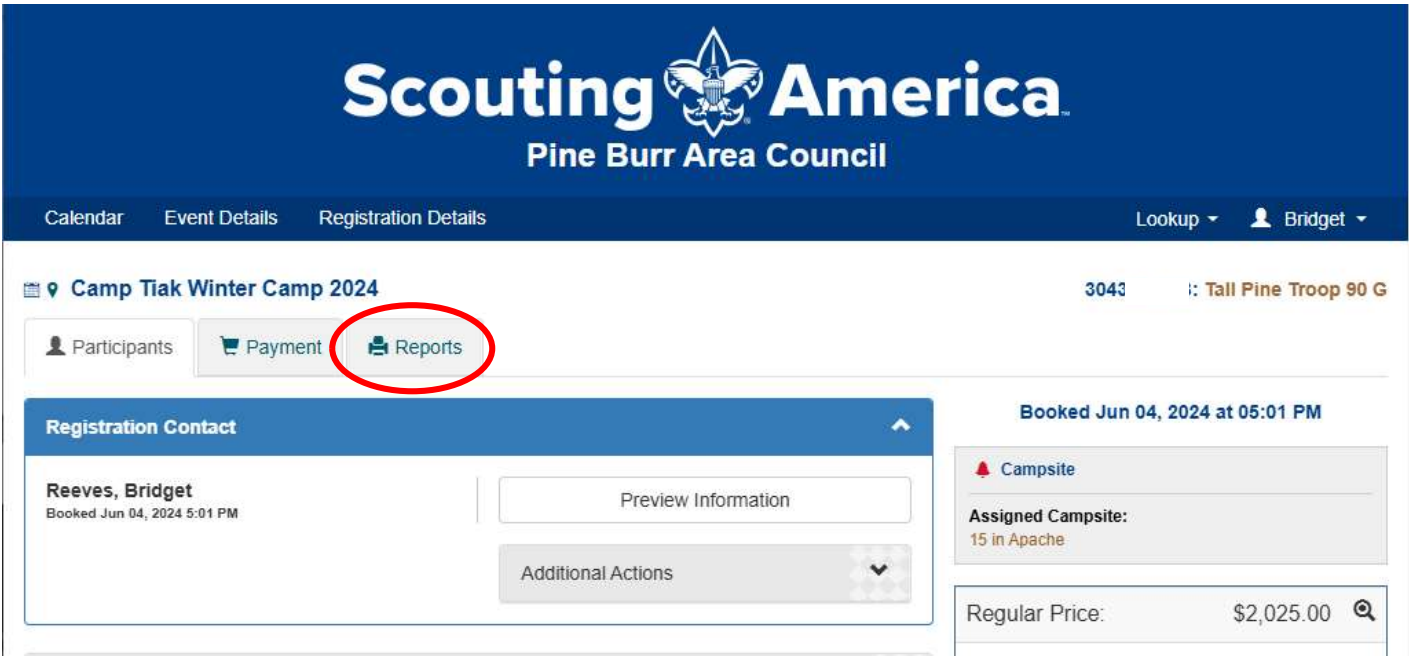 Scouting America
Pine Burr Area Council
Calendar Event Details Registration Details Lookup Bridget
Camp Tiak Winter Camp 2024 3043 : Tall Pine Troop 90 G
Participants Payment Reports
Registration Contact
Booked Jun 04, 2024 at 05:01 PM
Reeves, Bridget
Booked Jun 04, 2024 5:01 PM
Preview Information
Additional Actions
Campsite
Assigned Campsite:
15 in Apache
Regular Price: $2,025.00